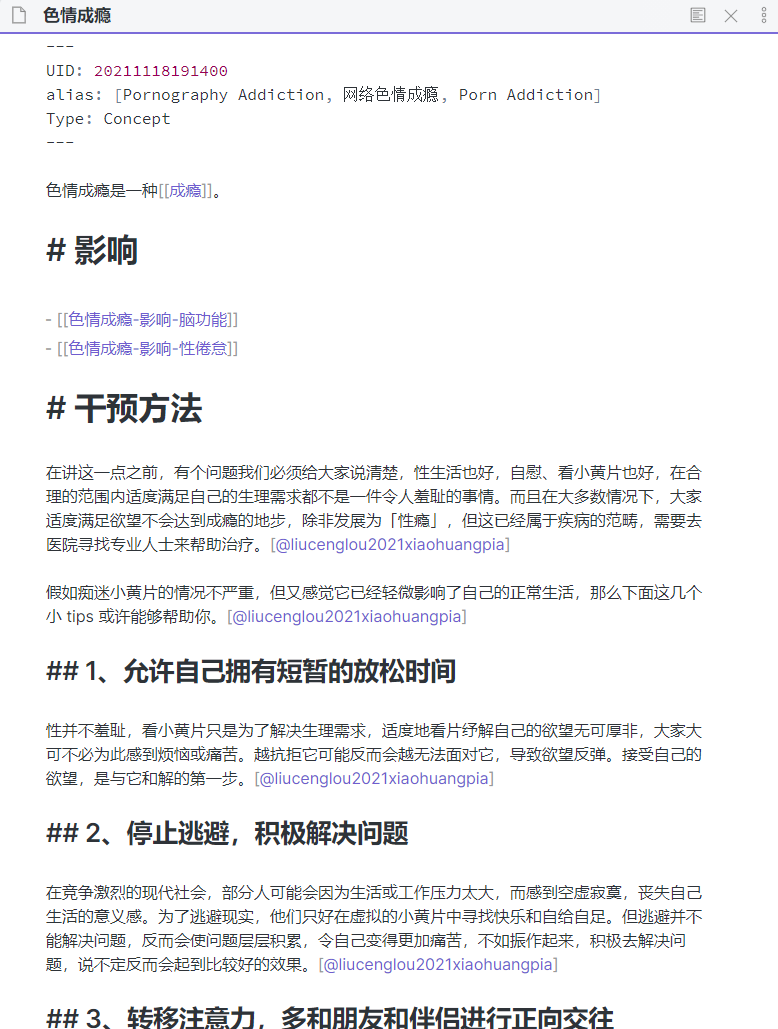 色情成瘾
---
UID: 20211118191400
alias: [Pornography Addiction, 网络色情成瘾, Porn Addiction]
Type: Concept
---
色情成瘾是一种[[成瘾]]。
# 影响
- [[色情成瘾-影响-脑功能]]
- [[色情成瘾-影响-性倦怠]]
# 干预方法
在讲这一点之前，有个问题我们必须给大家说清楚，性生活也好，自慰、看小黄片也好，在合
理的范围内适度满足自己的生理需求都不是一件令人羞耻的事情。而且在大多数情况下，大家
适度满足欲望不会达到成瘾的地步，除非发展为「性瘾」，但这已经属于疾病的范畴，需要去
医院寻找专业人士来帮助治疗。[@liucenglou2021xiaohuangpia]
假如痴迷小黄片的情况不严重，但又感觉它已经轻微影响了自己的正常生活，那么下面这几个
小 tips 或许能够帮助你。[@liucenglou2021xiaohuangpia]
## 1、允许自己拥有短暂的放松时间
性并不羞耻，看小黄片只是为了解决生理需求，适度地看片纾解自己的欲望无可厚非，大家大
可不必为此感到烦恼或痛苦。越抗拒它可能反而会越无法面对它，导致欲望反弹。接受自己的
欲望，是与它和解的第一步。[@liucenglou2021xiaohuangpia]
## 2、停止逃避，积极解决问题
在竞争激烈的现代社会，部分人可能会因为生活或工作压力太大，而感到空虚寂寞，丧失自己
生活的意义感。为了逃避现实，他们只好在虚拟的小黄片中寻找快乐和自给自足。但逃避并不
能解决问题，反而会使问题层层积累，令自己变得更加痛苦，不如振作起来，积极去解决问
题，说不定反而会起到比较好的效果。[@liucenglou2021xiaohuangpia]
## 3、转移注意力，多和朋友和伴侣进行正向交往